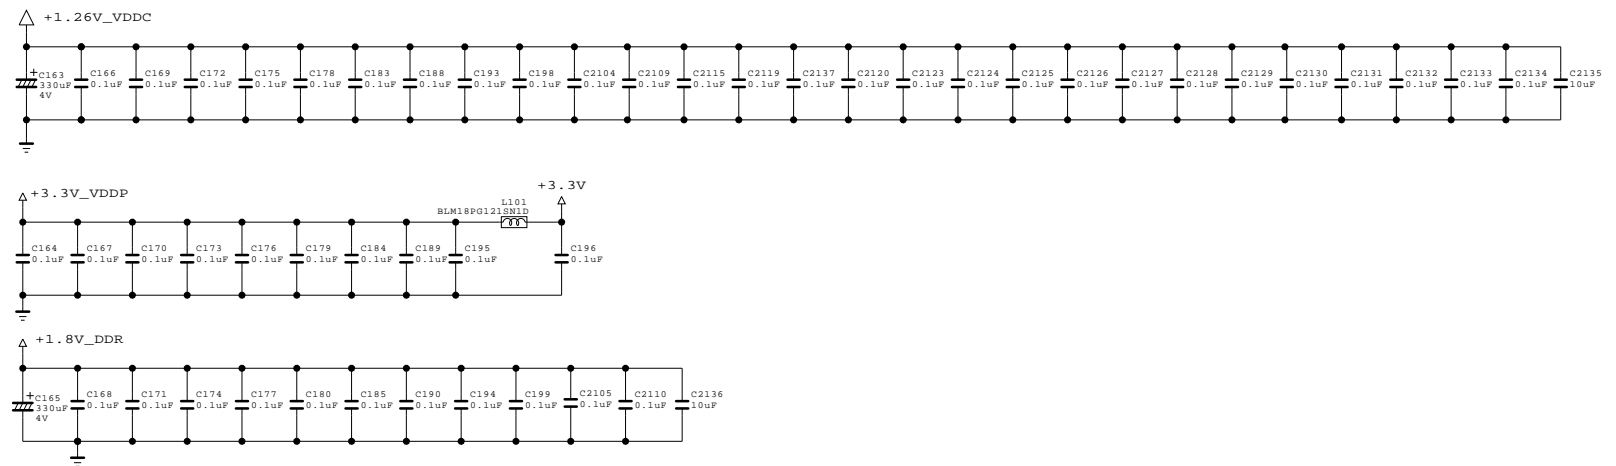 +1.26V_VDDC
+C163 C166 C169 C172 C175 C178 C183 C188 C193 C198 C2104 C2109 C2115 C2119 C2137 C2120 C2123 C2124 C2125 C2126 C2127 C2128 C2129 C2130 C2131 C2132 C2133 C2134 C2135
330uF 0.1uF 0.1uF 0.1uF 0.1uF 0.1uF 0.1uF 0.1uF 0.1uF 0.1uF 0.1uF 0.1uF 0.1uF 0.1uF 0.1uF 0.1uF 0.1uF 0.1uF 0.1uF 0.1uF 0.1uF 0.1uF 0.1uF 0.1uF 0.1uF 0.1uF 0.1uF 0.1uF 10uF
4V
+3.3V_VDDP +3.3V
L101
BLM18PG121SN1D
C164 C167 C170 C173 C176 C179 C184 C189 C195 C196
0.1uF 0.1uF 0.1uF 0.1uF 0.1uF 0.1uF 0.1uF 0.1uF 0.1uF 0.1uF
+1.8V_DDR
+C165 C168 C171 C174 C177 C180 C185 C190 C194 C199 C2105 C2110 C2136
330uF 0.1uF 0.1uF 0.1uF 0.1uF 0.1uF 0.1uF 0.1uF 0.1uF 0.1uF 0.1uF 0.1uF 10uF
4V